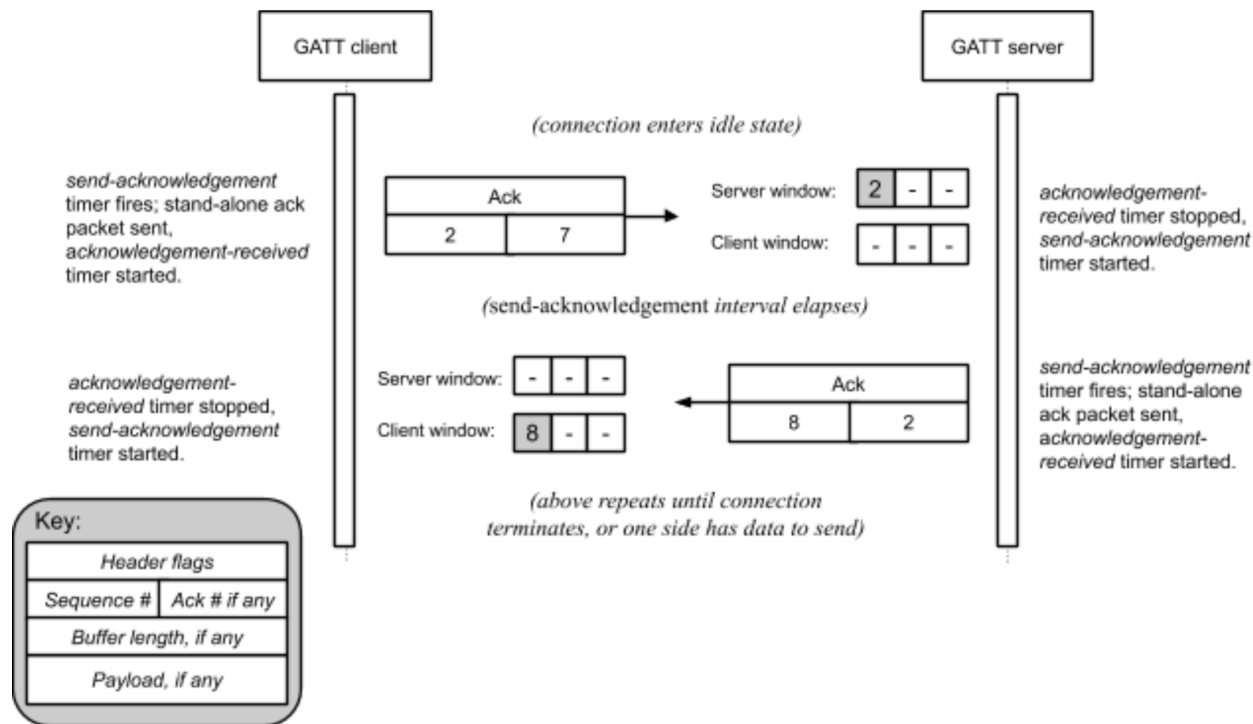 GATT client
GATT server
(connection enters idle state)
send-acknowledgement
timer fires; stand-alone ack
packet sent,
acknowledgement-received
timer started.
Ack
2 7
Server window: 2 - -
Client window: - - -
acknowledgement-
received timer stopped,
send-acknowledgement
timer started.
(send-acknowledgement interval elapses)
acknowledgement-
received timer stopped,
send-acknowledgement
timer started.
Server window: - - -
Client window: 8 - -
Ack
8 2
send-acknowledgement
timer fires; stand-alone
ack packet sent,
acknowledgement-
received timer started.
(above repeats until connection
terminates, or one side has data to send)
Key:
Header flags
Sequence # Ack # if any
Buffer length, if any
Payload, if any